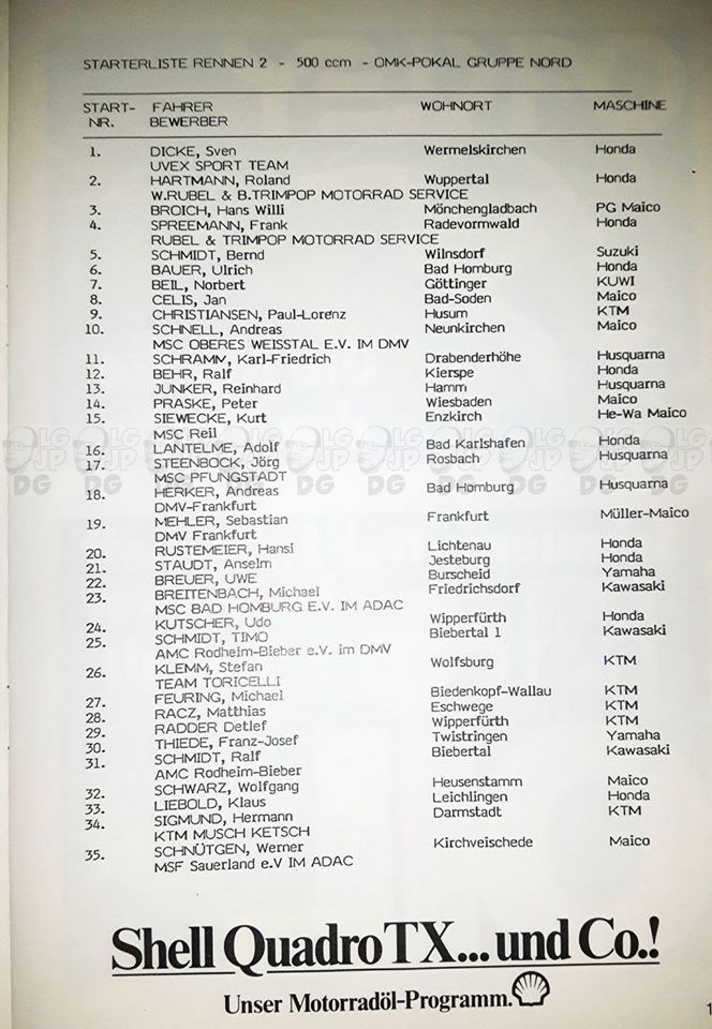 STARTERLISTE RENNEN 2 - 500 ccm - OMK-POKAL GRUPPE NORD
START- FAHRER WOHNORT MASCHINE
NR. BEWERBER
1. DICKE, Sven Wermelskirchen Honda
UVEX SPORT TEAM
2. HARTMANN, Roland Wuppertal Honda
W.RUBEL & B.TRIMPOP MOTORRAD SERVICE
3. BROICH, Hans Willi Mönchengladbach PG Maico
4. SPREEMANN, Frank Radevormwald Honda
RUBEL & TRIMPOP MOTORRAD SERVICE
5. SCHMIDT, Bernd Wilnsdorf Suzuki
6. BAUER, Ulrich Bad Homburg Honda
7. BEIL, Norbert Göttinger KUWI
8. CELIS, Jan Bad-Soden Maico
9. CHRISTIANSEN, Paul-Lorenz Husum KTM
10. SCHNELL, Andreas Neunkirchen Maico
MSC OBERES WEISSTAL E.V. IM DMV
11. SCHRAMM, Karl-Friedrich Drabenderhöhe Husquarna
12. BEHR, Ralf Kierspe Honda
13. JUNKER, Reinhard Hamm Husquarna
14. PRASKE, Peter Wiesbaden Maico
15. SIEWECKE, Kurt Enzkirch He-Wa Maico
MSC Reil
16. LANTELME, Adolf Bad Karlshafen Honda
17. STEENBOCK, Jörg Rosbach Husquarna
MSC PFUNGSTADT
18. HERKER, Andreas Bad Homburg Husquarna
DMV-Frankfurt
19. MEHLER, Sebastian Frankfurt Müller-Maico
DMV Frankfurt
20. RUSTEMEIER, Hansi Lichtenau Honda
21. STAUDT, Anselm Jesteburg Honda
22. BREUER, UWE Burscheid Yamaha
23. BREITENBACH, Michael Friedrichsdorf Kawasaki
MSC BAD HOMBURG E.V. IM ADAC
24. KUTSCHER, Udo Wipperfürth Honda
25. SCHMIDT, TIMO Biebertal 1 Kawasaki
AMC Rodheim-Bieber e.V. im DMV
26. KLEMM, Stefan Wolfsburg KTM
TEAM TORICELLI
27. FEURING, Michael Biedenkopf-Wallau KTM
28. RACZ, Matthias Eschwege KTM
29. RADDER Detlef Wipperfürth KTM
30. THIEDE, Franz-Josef Twistringen Yamaha
31. SCHMIDT, Ralf Biebertal Kawasaki
AMC Rodheim-Bieber
32. SCHWARZ, Wolfgang Heusenstamm Maico
33. LIEBOLD, Klaus Leichlingen Honda
34. SIGMUND, Hermann Darmstadt KTM
KTM MUSCH KETSCH
35. SCHNÜTGEN, Werner Kirchveischede Maico
MSF Sauerland e.V IM ADAC
Shell Quadro TX... und Co.!
Unser Motorradöl-Programm.